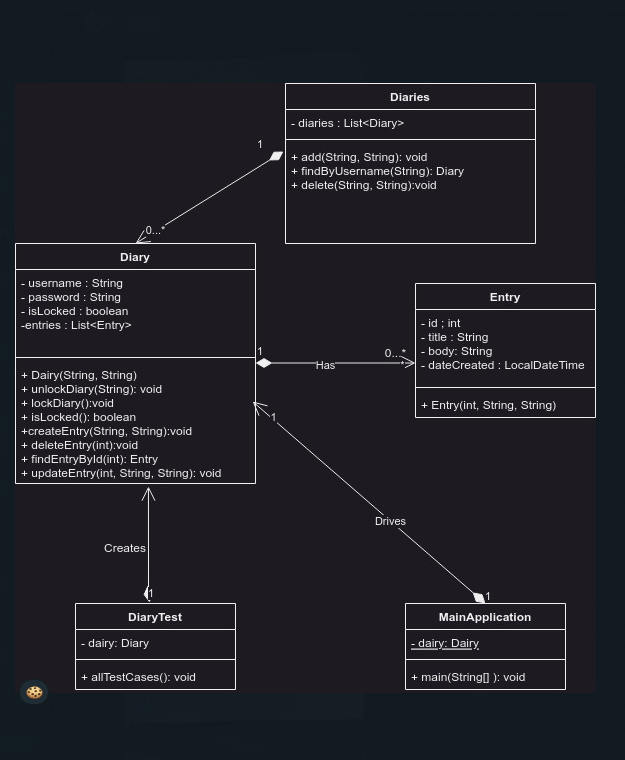 Diaries
- diaries : List<Diary>
+ add(String, String): void
+ findByUsername(String): Diary
+ delete(String, String):void
1
0...*
Diary
- username : String
- password : String
- isLocked : boolean
-entries : List<Entry>
+ Dairy(String, String)
+ unlockDiary(String): void
+ lockDiary():void
+ isLocked(): boolean
+createEntry(String, String):void
+ deleteEntry(int):void
+ findEntryById(int): Entry
+ updateEntry(int, String, String): void
1
Has
0...*
*
Entry
- id ; int
- title : String
- body: String
- dateCreated : LocalDateTime
+ Entry(int, String, String)
1
Drives
1
Creates
1
DiaryTest
- dairy: Diary
+ allTestCases(): void
MainApplication
- dairy: Dairy
+ main(String[] ): void